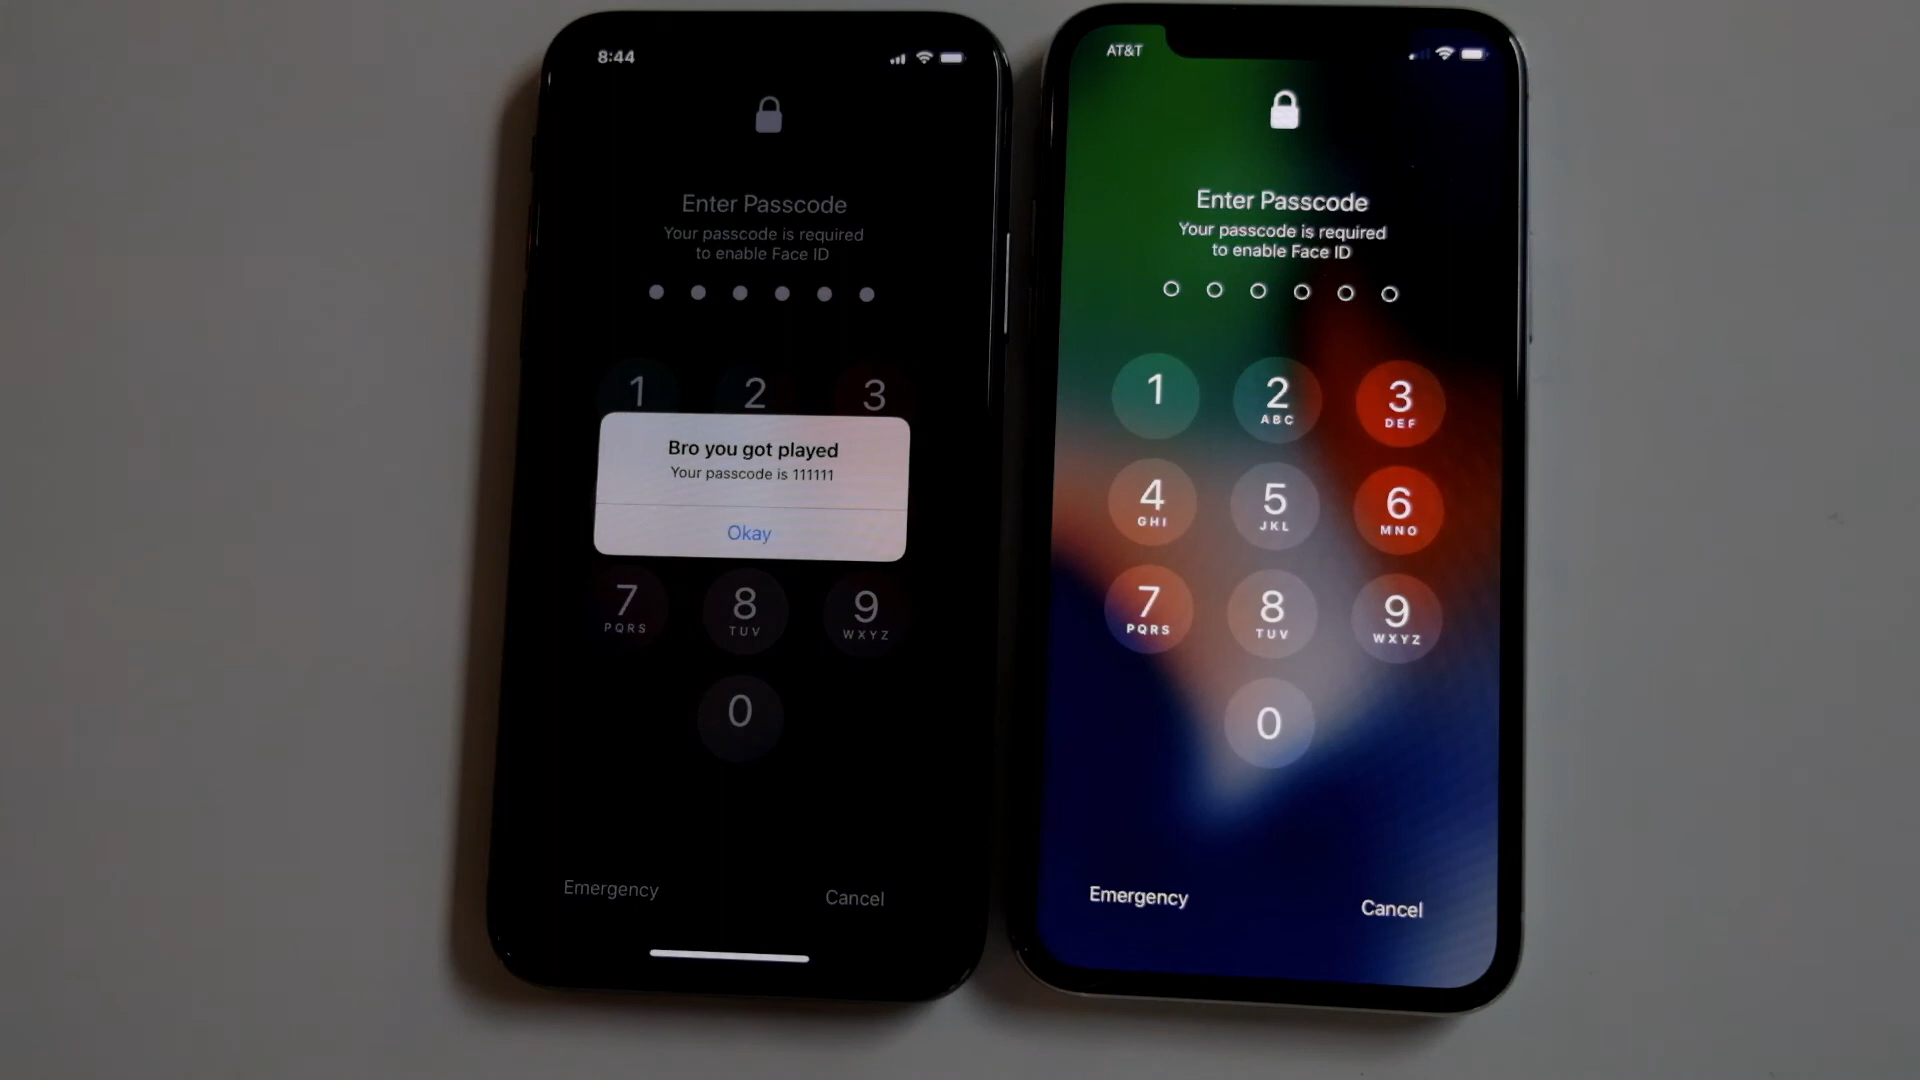 8:44
Enter Passcode
Your passcode is required
to enable Face ID
1
2
3
Bro you got played
Your passcode is 111111
Okay
7
PQRS
8
TUV
9
WXYZ
0
Emergency
Cancel
AT&T
Enter Passcode
Your passcode is required
to enable Face ID
1
2
ABC
3
DEF
4
GHI
5
JKL
6
MNO
7
PQRS
8
TUV
9
WXYZ
0
Emergency
Cancel